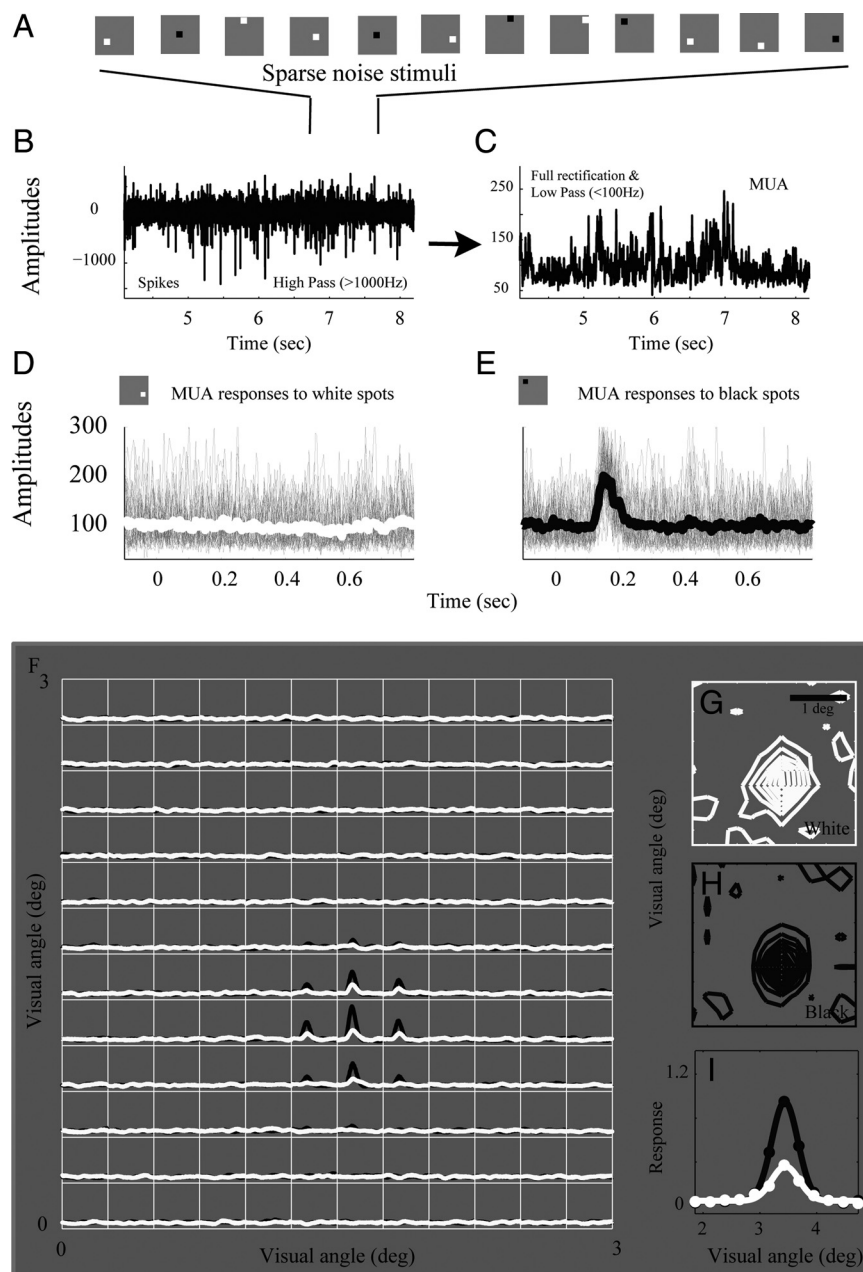 A
Sparse noise stimuli
B
Amplitudes
0
−1000
Spikes
High Pass (>1000Hz)
5 6 7 8
Time (sec)
C
Full rectification &
Low Pass (<100Hz)
MUA
250
150
50
5 6 7 8
Time (sec)
D
MUA responses to white spots
Amplitudes
300
200
100
0 0.2 0.4 0.6
E
MUA responses to black spots
0 0.2 0.4 0.6
Time (sec)
F
3
Visual angle (deg)
0
0 3
Visual angle (deg)
G
1 deg
White
Visual angle (deg)
H
Black
I
1.2
Response
0
2 3 4
Visual angle (deg)